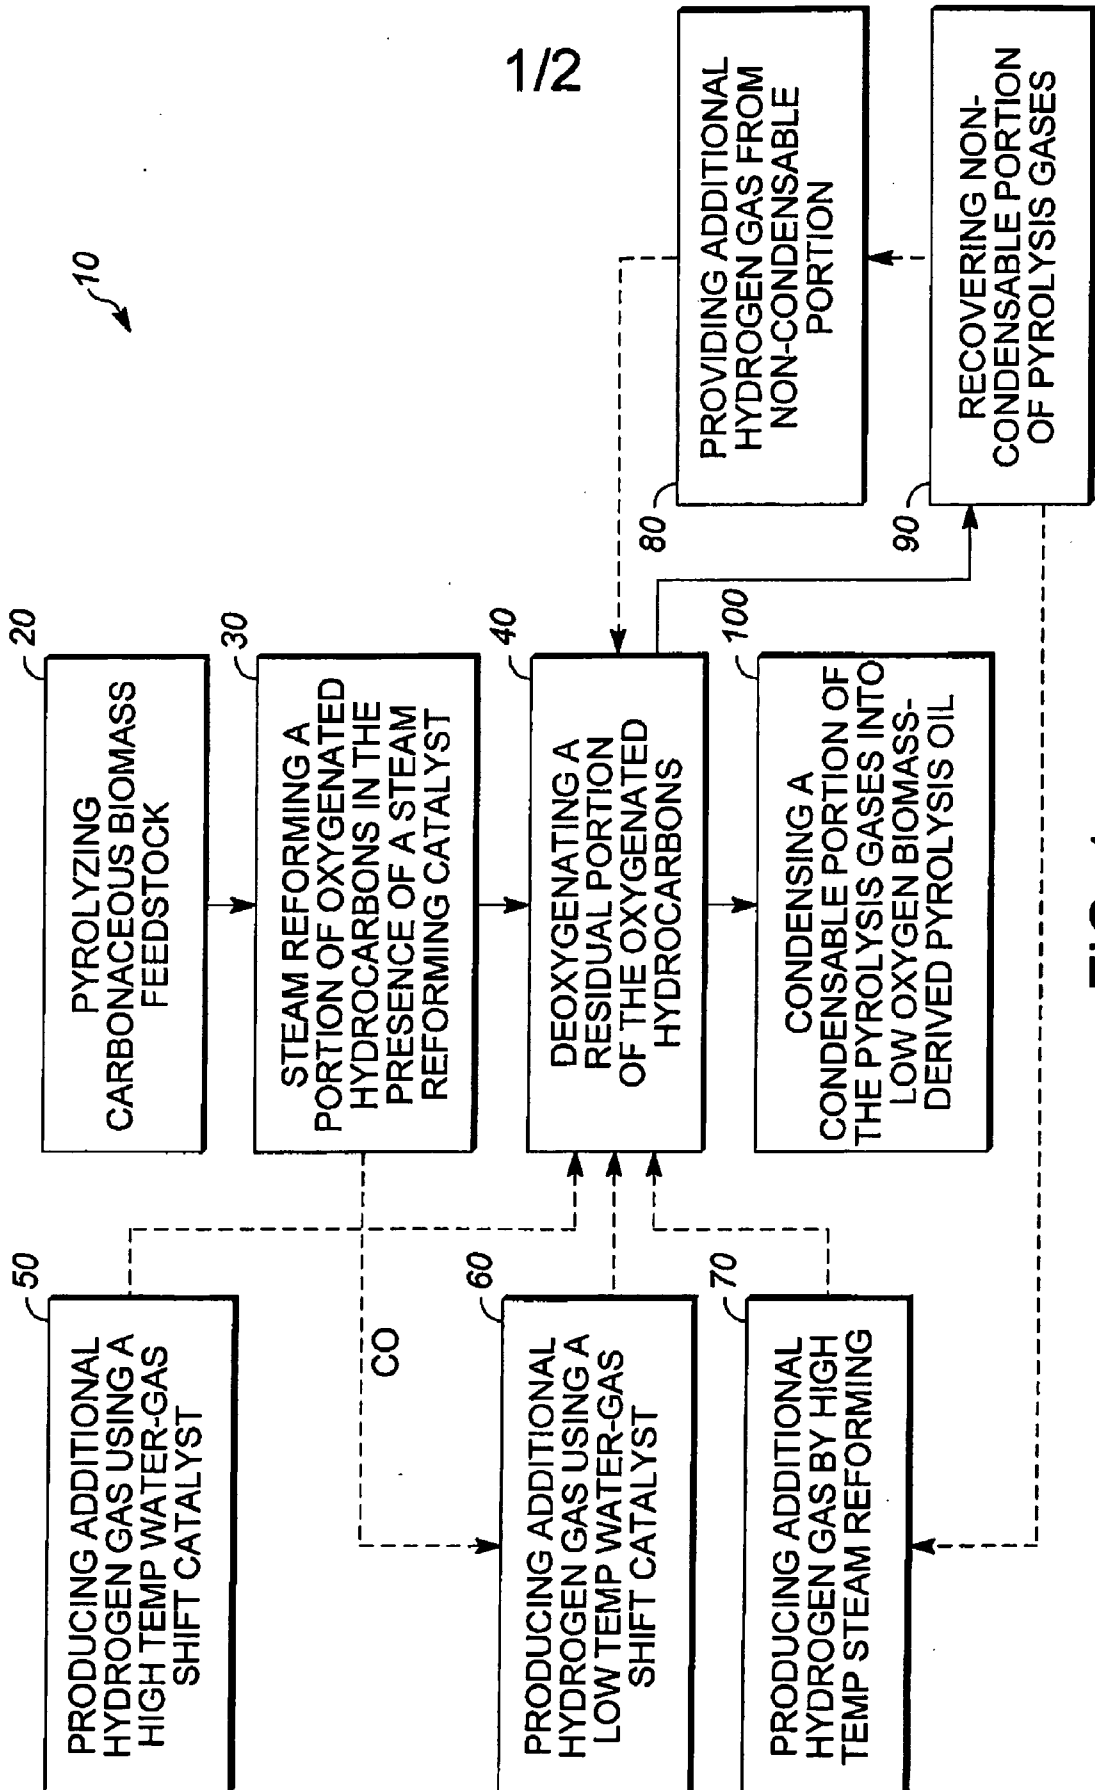 1/2
10
20
PYROLYZING
CARBONACEOUS BIOMASS
FEEDSTOCK
30
STEAM REFORMING A
PORTION OF OXYGENATED
HYDROCARBONS IN THE
PRESENCE OF A STEAM
REFORMING CATALYST
40
DEOXYGENATING A
RESIDUAL PORTION
OF THE OXYGENATED
HYDROCARBONS
100
CONDENSING A
CONDENSABLE PORTION OF
THE PYROLYSIS GASES INTO
LOW OXYGEN BIOMASS-
DERIVED PYROLYSIS OIL
50
PRODUCING ADDITIONAL
HYDROGEN GAS USING A
HIGH TEMP WATER-GAS
SHIFT CATALYST
CO
60
PRODUCING ADDITIONAL
HYDROGEN GAS USING A
LOW TEMP WATER-GAS
SHIFT CATALYST
70
PRODUCING ADDITIONAL
HYDROGEN GAS BY HIGH
TEMP STEAM REFORMING
80
PROVIDING ADDITIONAL
HYDROGEN GAS FROM
NON-CONDENSABLE
PORTION
90
RECOVERING NON-
CONDENSABLE PORTION
OF PYROLYSIS GASES